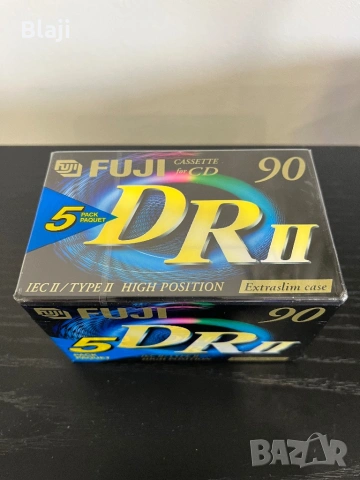 Blaji
FUJI FUJI CASSETTE for CD 90
5 PACK PAQUET DR II
IEC II / TYPE II HIGH POSITION Extraslim case
FUJI 90
5 DR II
BAZAR